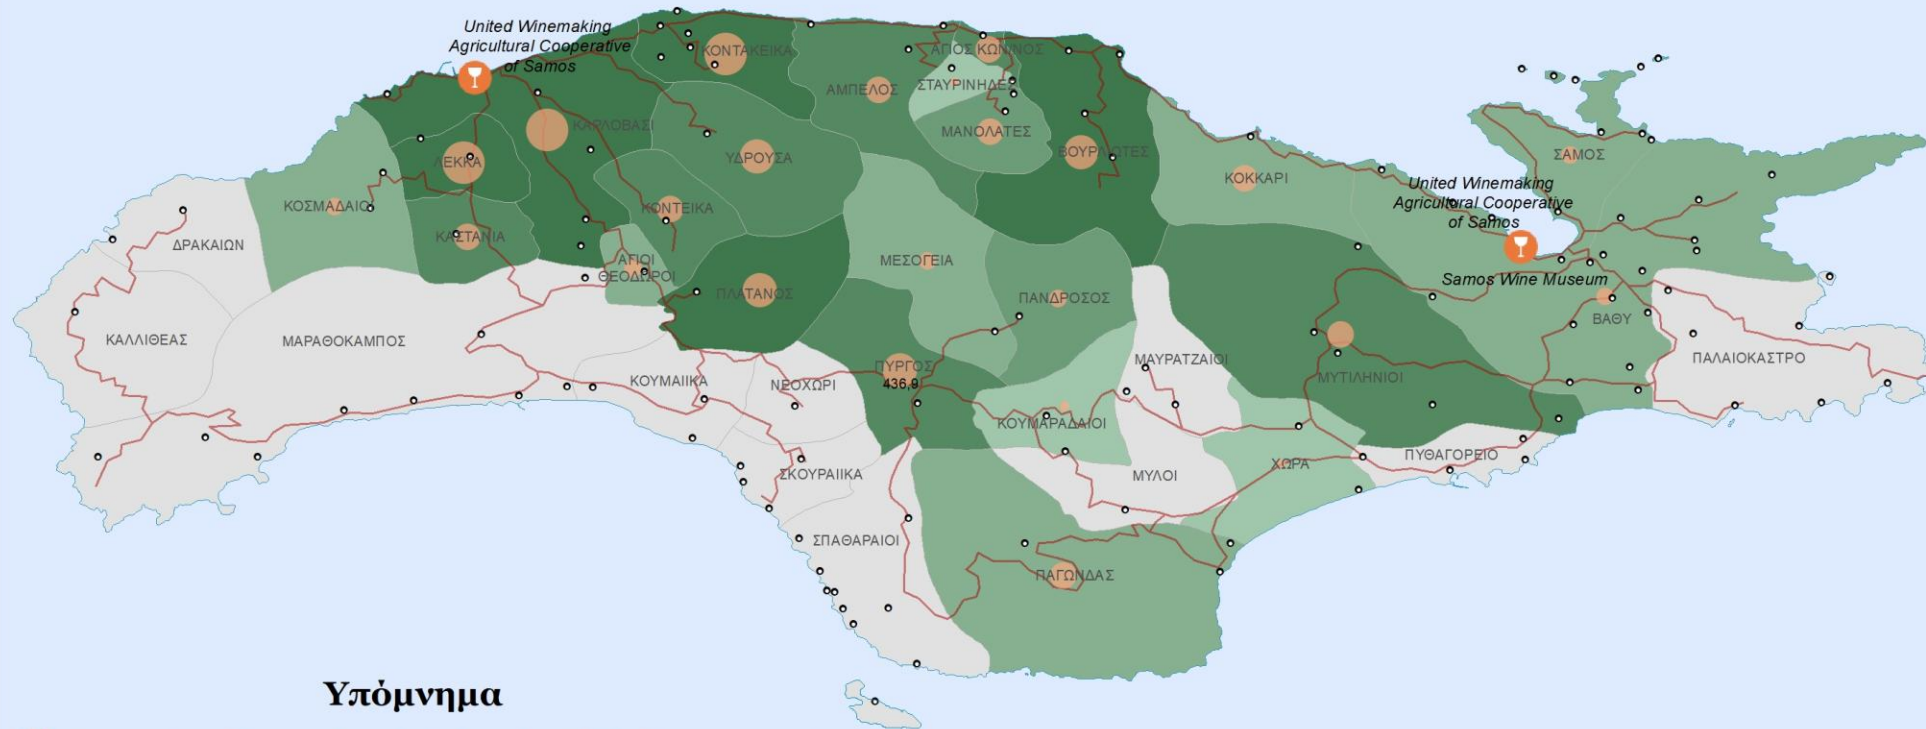 United Winemaking
Agricultural Cooperative
of Samos
ΚΟΝΤΑΚΕΙΚΑ
ΑΓΙΟΣ ΚΩΝ/ΝΟΣ
ΣΤΑΥΡΙΝΗΔΕΣ
ΑΜΠΕΛΟΣ
ΚΑΡΛΟΒΑΣΙ
ΜΑΝΟΛΑΤΕΣ
ΛΕΚΚΑ
ΥΔΡΟΥΣΑ
ΒΟΥΡΛΙΩΤΕΣ
ΣΑΜΟΣ
ΚΟΚΚΑΡΙ
United Winemaking
Agricultural Cooperative
of Samos
ΚΟΣΜΑΔΑΙΟΙ
ΚΟΝΤΕΙΚΑ
ΚΑΣΤΑΝΙΑ
ΔΡΑΚΑΙΩΝ
ΑΓΙΟΙ
ΘΕΟΔΩΡΟΙ
ΜΕΣΟΓΕΙΑ
Samos Wine Museum
ΠΛΑΤΑΝΟΣ
ΠΑΝΔΡΟΣΟΣ
ΒΑΘΥ
ΚΑΛΛΙΘΕΑΣ
ΜΑΡΑΘΟΚΑΜΠΟΣ
ΜΑΥΡΑΤΖΑΙΟΙ
ΠΑΛΑΙΟΚΑΣΤΡΟ
ΠΥΡΓΟΣ
436,9
ΚΟΥΜΑΙΙΚΑ
ΝΕΟΧΩΡΙ
ΜΥΤΙΛΗΝΙΟΙ
ΚΟΥΜΑΡΑΔΑΙΟΙ
ΠΥΘΑΓΟΡΕΙΟ
ΧΩΡΑ
ΣΚΟΥΡΑΙΙΚΑ
ΜΥΛΟΙ
ΣΠΑΘΑΡΑΙΟΙ
ΠΑΓΩΝΔΑΣ
Υπόμνημα